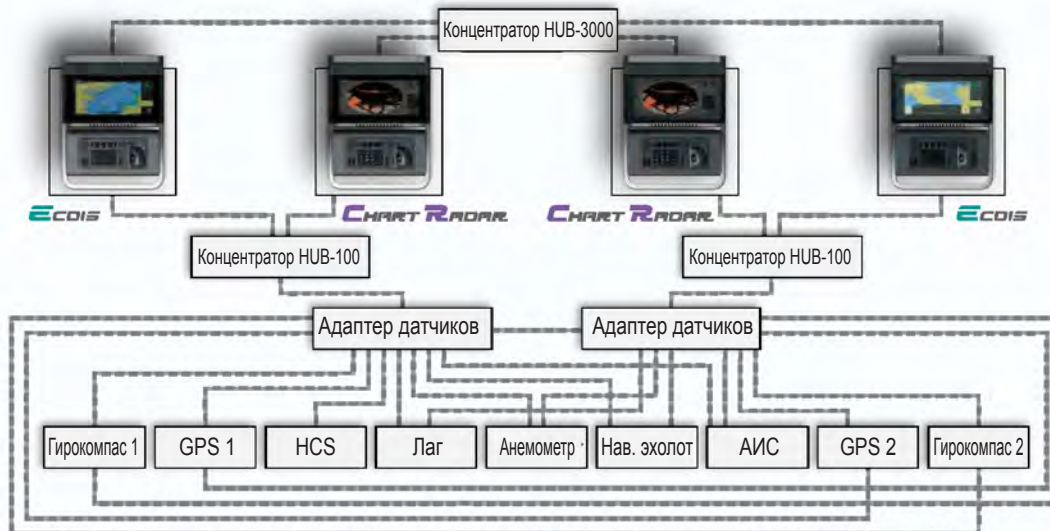 Концентратор HUB-3000
ECDIS
CHART RADAR
CHART RADAR
ECDIS
Концентратор HUB-100
Концентратор HUB-100
Адаптер датчиков
Адаптер датчиков
Гирокомпас 1
GPS 1
HCS
Лаг
Анемометр
Нав. эхолот
АИС
GPS 2
Гирокомпас 2